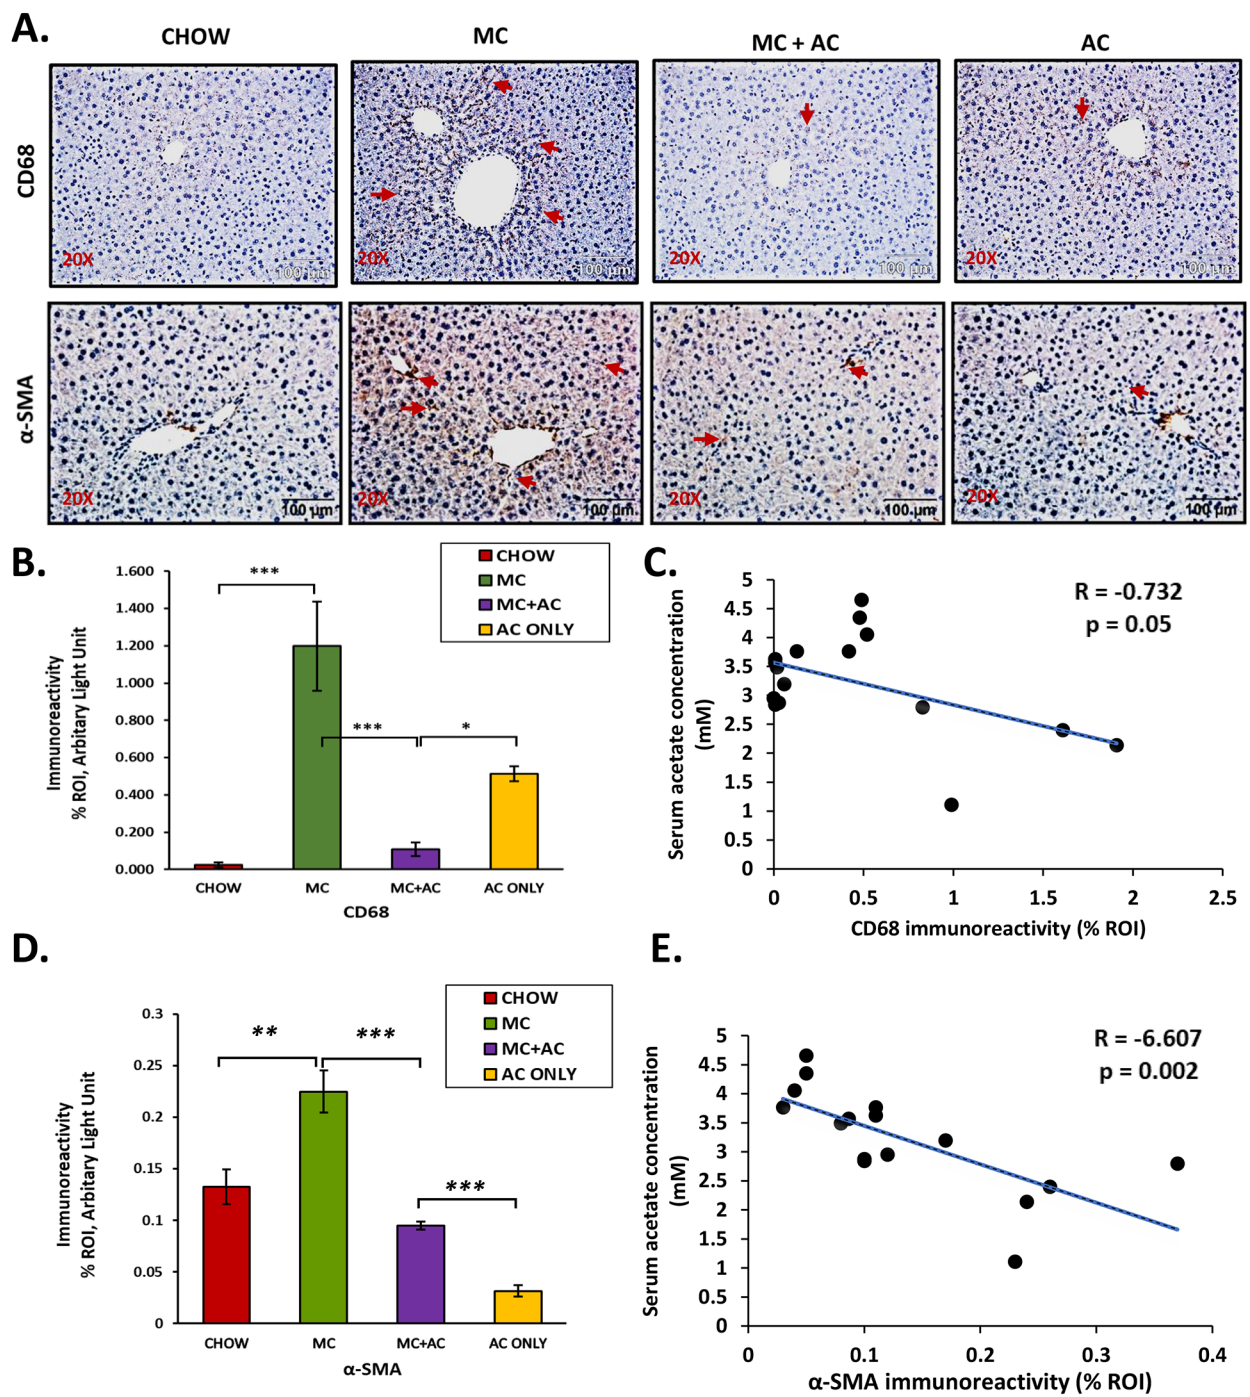 A.
CHOW
MC
MC + AC
AC
CD68
20X
100 µm
20X
100 µm
20X
100 µm
20X
100 µm
α-SMA
20X
100 µm
20X
100 µm
20X
100 µm
20X
100 µm
B.
CHOW
MC
MC+AC
AC ONLY
Immunoreactivity
% ROI, Arbitary Light Unit
1.600
1.400
1.200
1.000
0.800
0.600
0.400
0.200
0.000
***
***
*
CHOW
MC
MC+AC
AC ONLY
CD68
C.
R = -0.732
p = 0.05
Serum acetate concentration
(mM)
5
4.5
4
3.5
3
2.5
2
1.5
1
0.5
0
0
0.5
1
1.5
2
2.5
CD68 immunoreactivity (% ROI)
D.
CHOW
MC
MC+AC
AC ONLY
Immunoreactivity
% ROI, Arbitary Light Unit
0.3
0.25
0.2
0.15
0.1
0.05
0
**
***
***
CHOW
MC
MC+AC
AC ONLY
α-SMA
E.
R = -6.607
p = 0.002
Serum acetate concentration
(mM)
5
4.5
4
3.5
3
2.5
2
1.5
1
0.5
0
0
0.1
0.2
0.3
0.4
α-SMA immunoreactivity (% ROI)